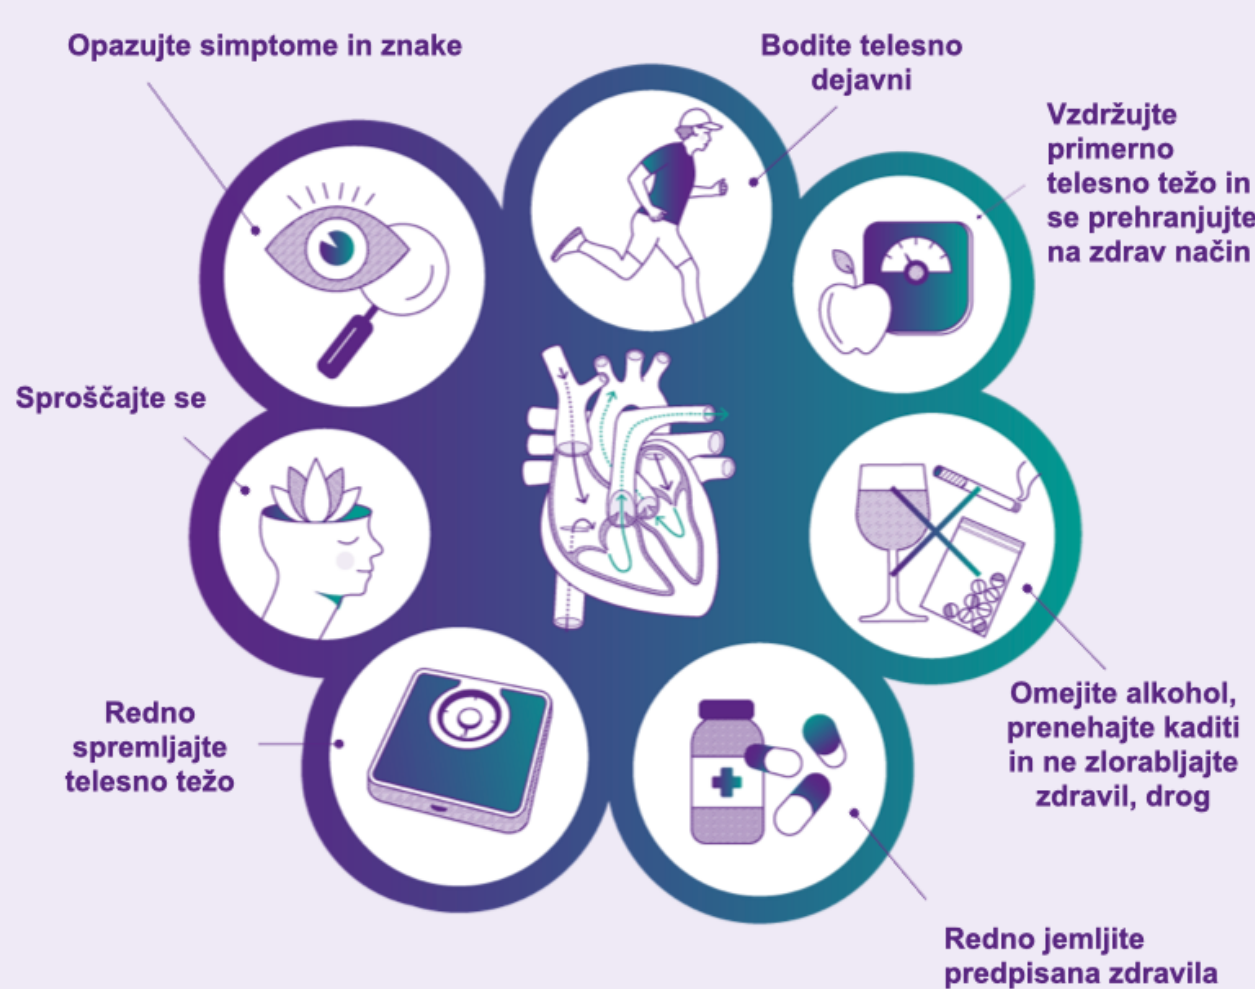 Opazujte simptome in znake
Bodite telesno
dejavni
Vzdržujte
primerno
telesno težo in
se prehranjujte
na zdrav način
Sproščajte se
Omejite alkohol,
prenehajte kaditi
in ne zlorabljajte
zdravil, drog
Redno
spremljajte
telesno težo
Redno jemljite
predpisana zdravila